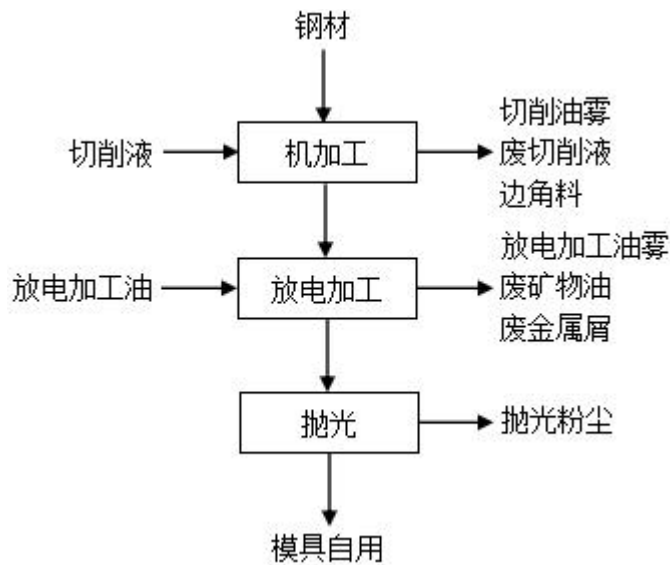 钢材
切削液
机加工
切削油雾
废切削液
边角料
放电加工油
放电加工
放电加工油雾
废矿物油
废金属屑
抛光
抛光粉尘
模具自用